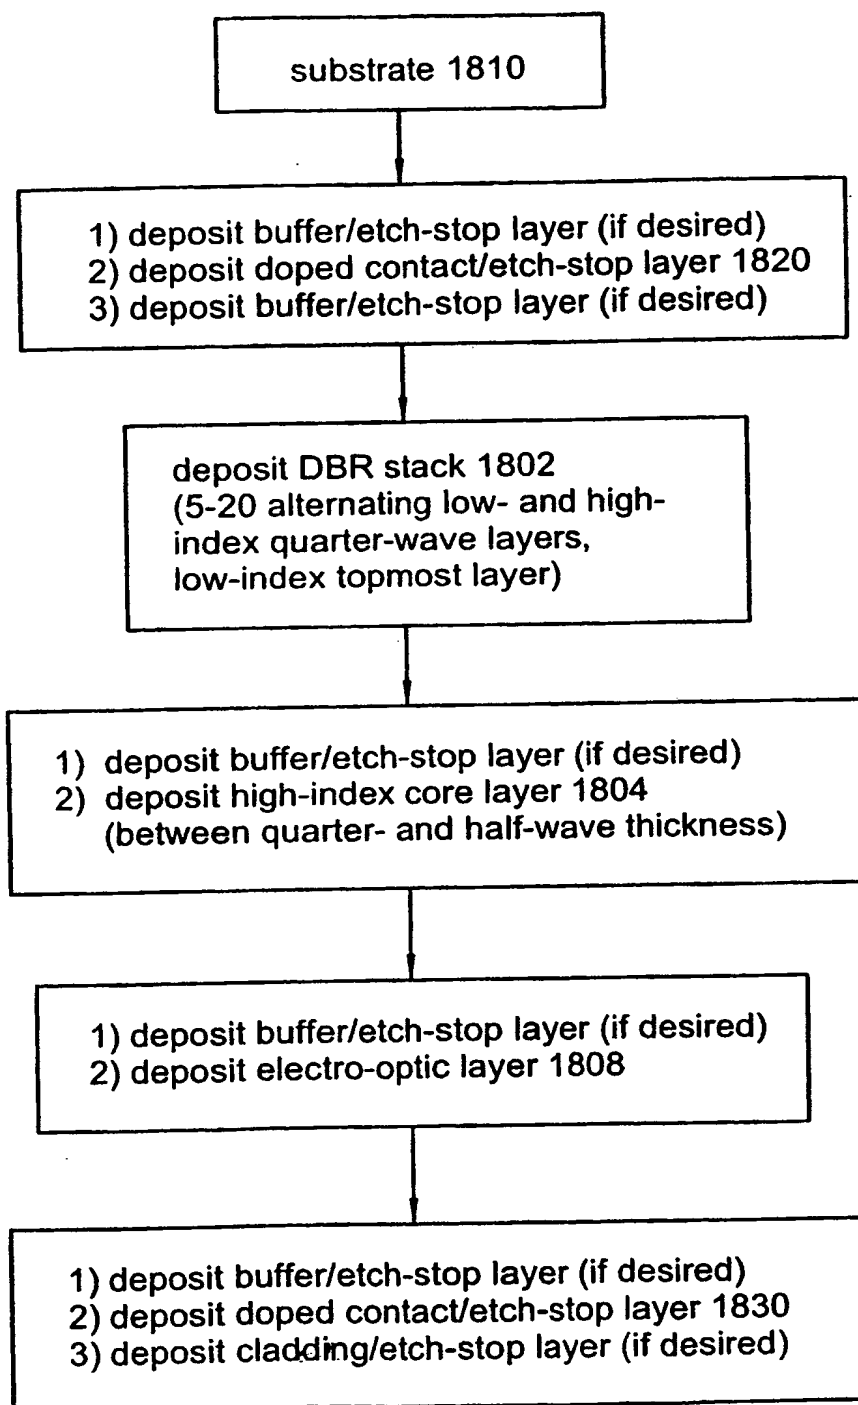 substrate 1810
1) deposit buffer/etch-stop layer (if desired)
2) deposit doped contact/etch-stop layer 1820
3) deposit buffer/etch-stop layer (if desired)
deposit DBR stack 1802
(5-20 alternating low- and high-
index quarter-wave layers,
low-index topmost layer)
1) deposit buffer/etch-stop layer (if desired)
2) deposit high-index core layer 1804
(between quarter- and half-wave thickness)
1) deposit buffer/etch-stop layer (if desired)
2) deposit electro-optic layer 1808
1) deposit buffer/etch-stop layer (if desired)
2) deposit doped contact/etch-stop layer 1830
3) deposit cladding/etch-stop layer (if desired)